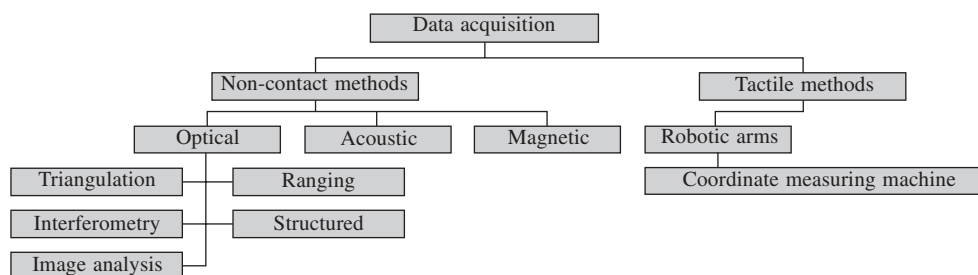 Data acquisition
Non-contact methods
Tactile methods
Optical
Acoustic
Magnetic
Robotic arms
Triangulation
Ranging
Coordinate measuring machine
Interferometry
Structured
Image analysis